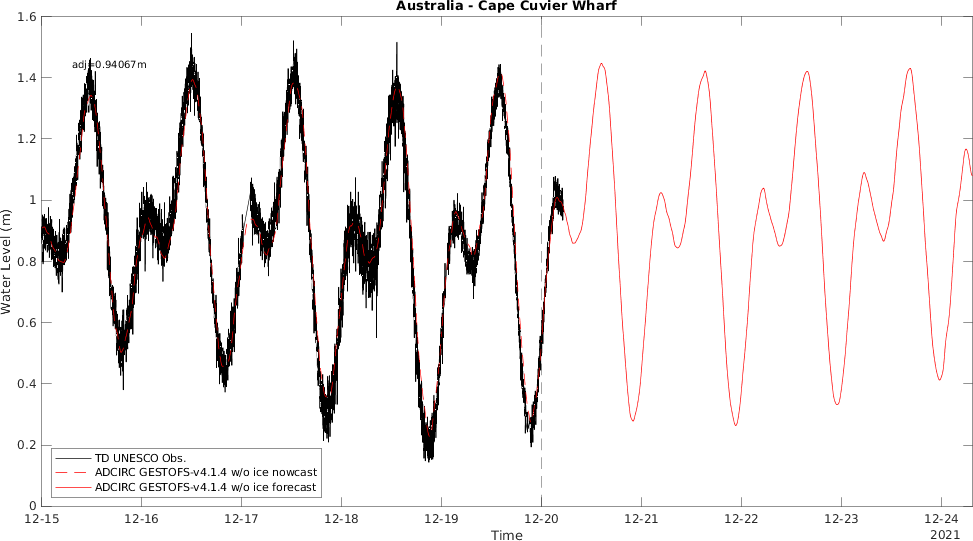 Australia - Cape Cuvier Wharf
adj=0.94067m
Water Level (m)
1.6
1.4
1.2
1
0.8
0.6
0.4
0.2
0
TD UNESCO Obs.
ADCIRC GESTOFS-v4.1.4 w/o ice nowcast
ADCIRC GESTOFS-v4.1.4 w/o ice forecast
12-15 12-16 12-17 12-18 12-19 12-20 12-21 12-22 12-23 12-24
2021
Time